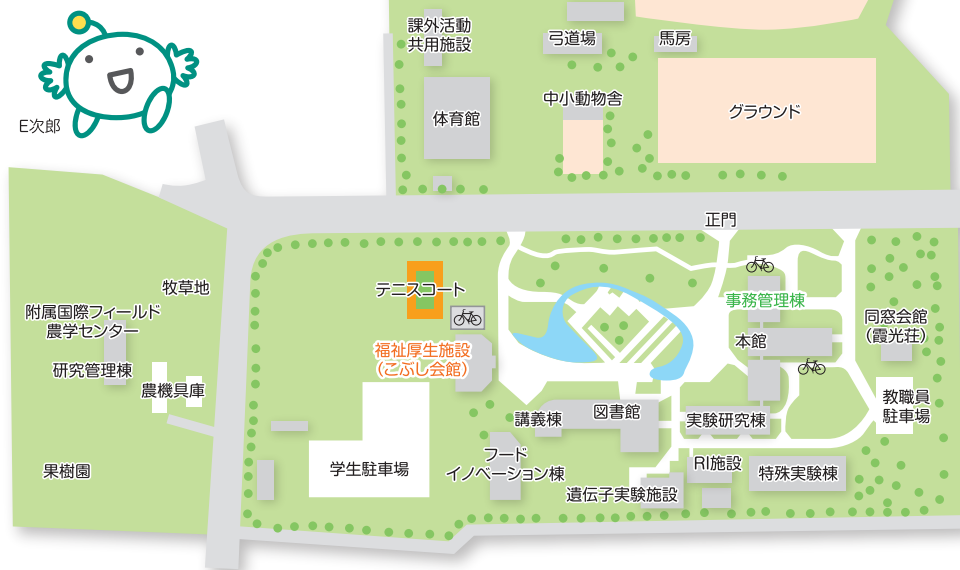 課外活動
共用施設
弓道場
馬房
体育館
中小動物舎
グラウンド
E次郎
正門
牧草地
附属国際フィールド
農学センター
研究管理棟
農機具庫
果樹園
テニスコート
福祉厚生施設
(こぶし会館)
学生駐車場
講義棟
図書館
フード
イノベーション棟
遺伝子実験施設
事務管理棟
本館
同窓会館
(霞光荘)
教職員
駐車場
実験研究棟
RI施設
特殊実験棟